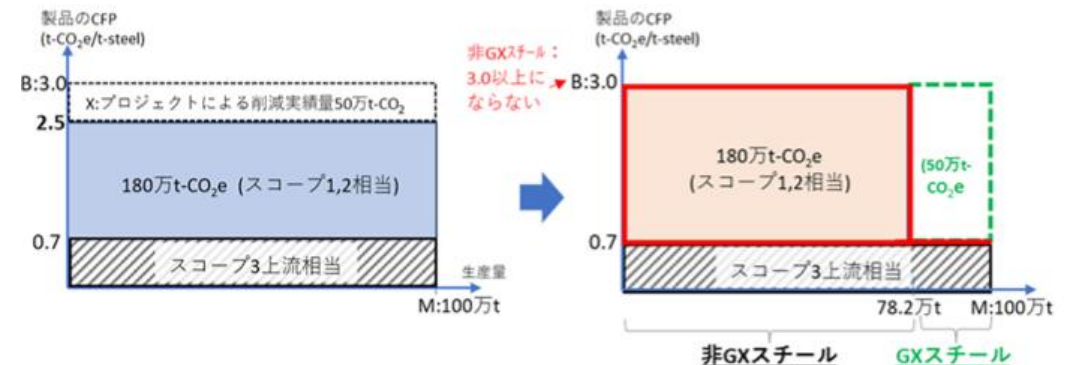 製品のCFP
(t-CO₂e/t-steel)
B:3.0
X:プロジェクトによる削減実績量50万t-CO₂
2.5
180万t-CO₂e (スコープ1,2相当)
0.7
スコープ3上流相当
生産量
M:100万t
製品のCFP
(t-CO₂e/t-steel)
非GXスチール：
3.0以上に
ならない
B:3.0
180万t-CO₂e
(スコープ1,2相当)
(50万t-
CO₂e
0.7
スコープ3上流相当
78.2万t
M:100万t
非GXスチール
GXスチール